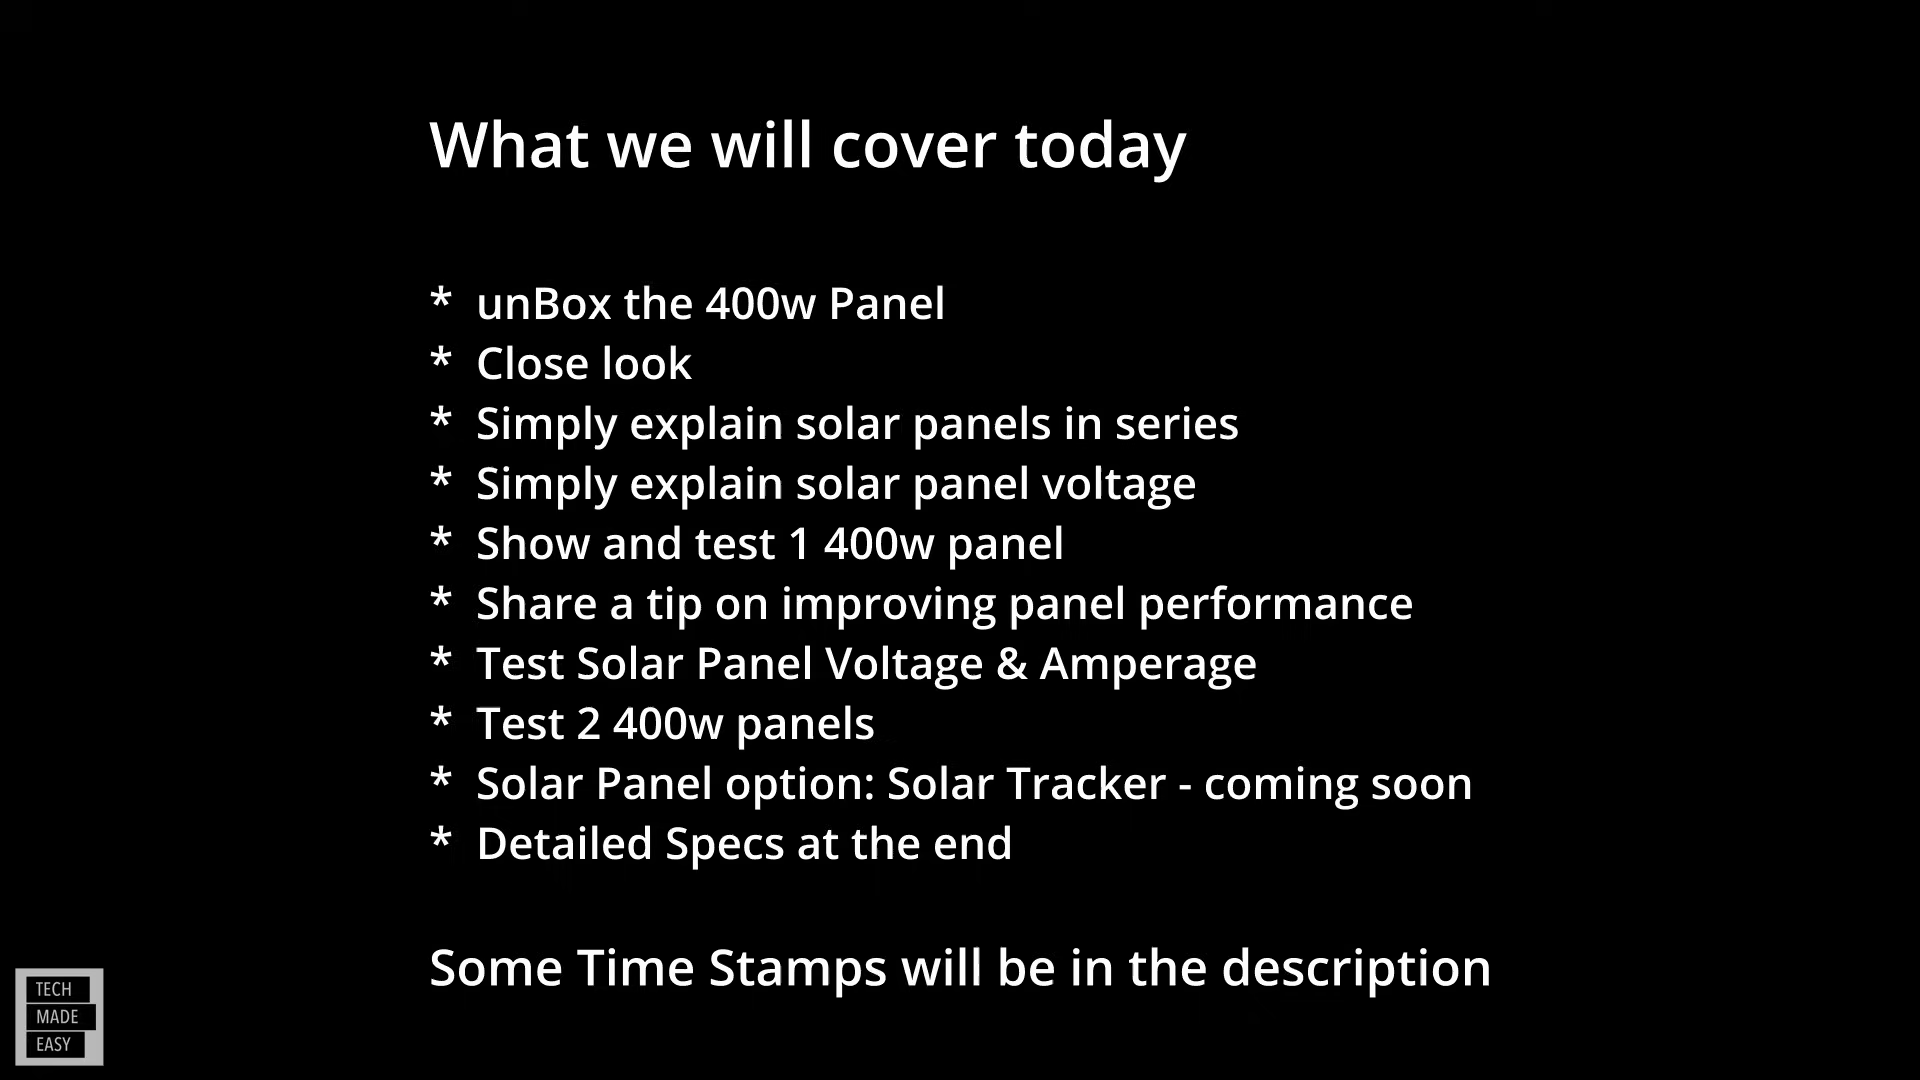 What we will cover today
* unBox the 400w Panel
* Close look
* Simply explain solar panels in series
* Simply explain solar panel voltage
* Show and test 1 400w panel
* Share a tip on improving panel performance
* Test Solar Panel Voltage & Amperage
* Test 2 400w panels
* Solar Panel option: Solar Tracker - coming soon
* Detailed Specs at the end
Some Time Stamps will be in the description
TECH
MADE
EASY